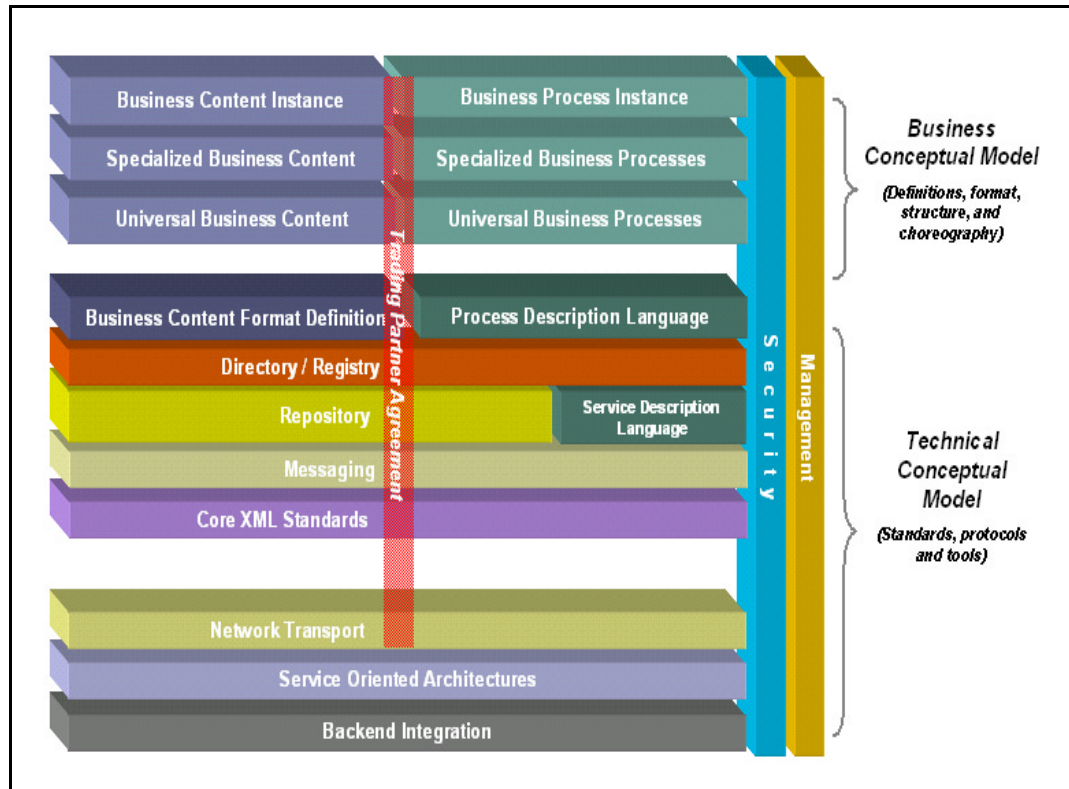 Business Content Instance
Business Process Instance
Specialized Business Content
Specialized Business Processes
Universal Business Content
Universal Business Processes
Trading Partner Agreement
Business Content Format Definition
Process Description Language
Directory / Registry
Repository
Service Description
Language
Messaging
Core XML Standards
Network Transport
Service Oriented Architectures
Backend Integration
Security
Management
Business
Conceptual Model
(Definitions, format,
structure, and
choreography)
Technical
Conceptual
Model
(Standards, protocols
and tools)